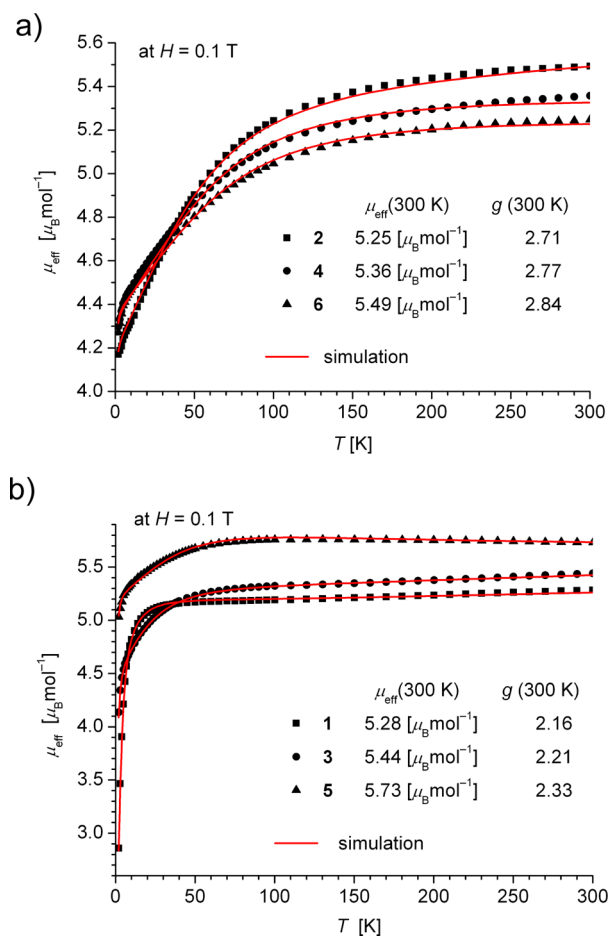 a)
at H = 0.1 T
5.6
5.4
5.2
5.0
4.8
4.6
4.4
4.2
4.0
μeff [μBmol−1]
μeff(300 K) g (300 K)
2 5.25 [μBmol−1] 2.71
4 5.36 [μBmol−1] 2.77
6 5.49 [μBmol−1] 2.84
simulation
0 50 100 150 200 250 300
T [K]
b)
at H = 0.1 T
5.5
5.0
4.5
4.0
3.5
3.0
μeff [μBmol−1]
μeff(300 K) g (300 K)
1 5.28 [μBmol−1] 2.16
3 5.44 [μBmol−1] 2.21
5 5.73 [μBmol−1] 2.33
simulation
0 50 100 150 200 250 300
T [K]